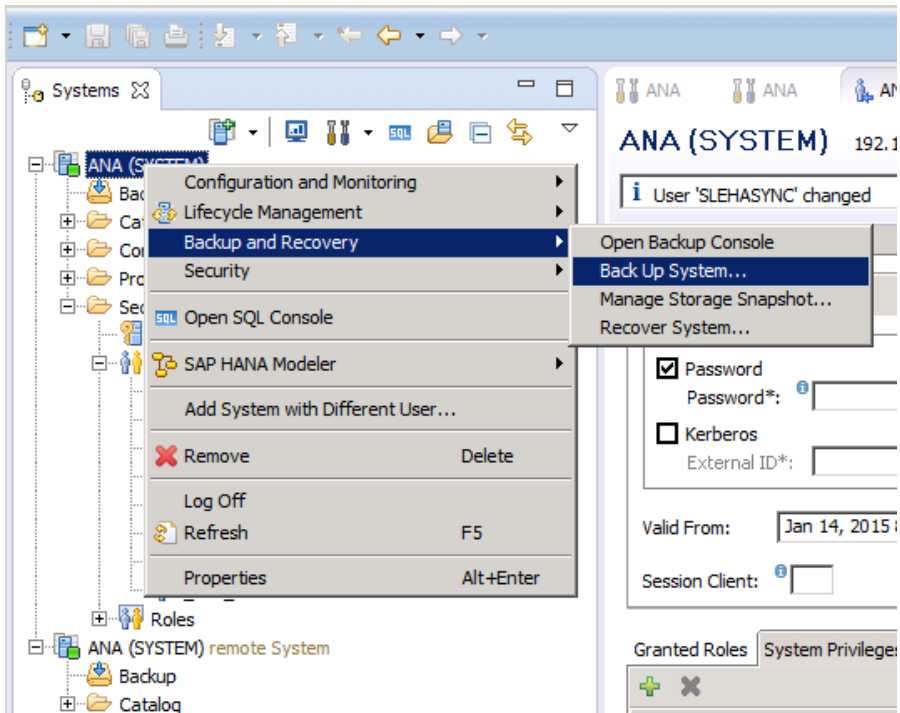 Systems
ANA (SYSTEM)
Configuration and Monitoring
Lifecycle Management
Backup and Recovery
Security
Open SQL Console
SAP HANA Modeler
Add System with Different User...
Remove Delete
Log Off
Refresh F5
Properties Alt+Enter
Roles
ANA (SYSTEM) remote System
Backup
Catalog
Open Backup Console
Back Up System...
Manage Storage Snapshot...
Recover System...
ANA ANA
ANA (SYSTEM)
User 'SLEHASYNC' changed
Password
Password*:
Kerberos
External ID*:
Valid From: Jan 14, 2015
Session Client:
Granted Roles System Privileges